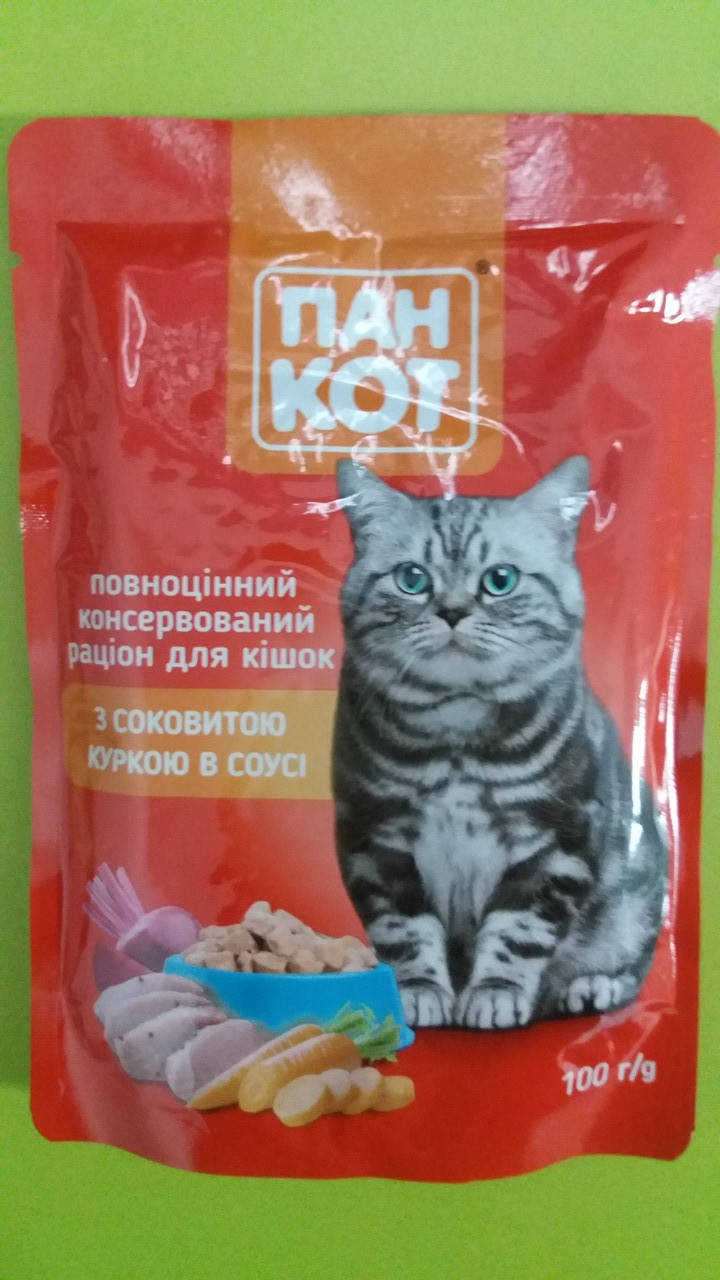 ПАН
КОТ
®
повноцінний
консервований
раціон для кішок
З СОКОВИТОЮ
КУРКОЮ В СОУСІ
100 г/g